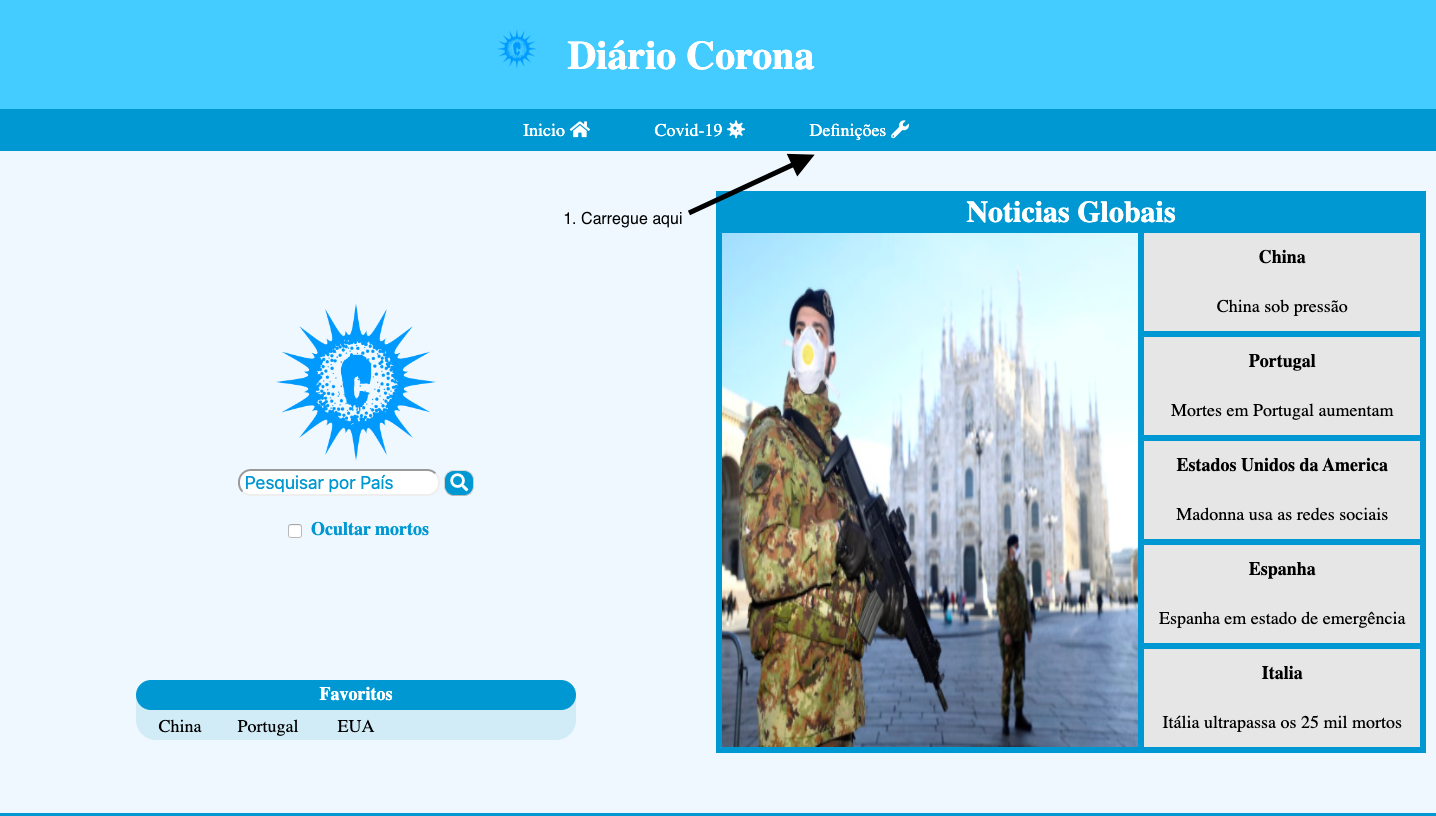 C
Diário Corona
Inicio
Covid-19
Definições
1. Carregue aqui
C
Pesquisar por País
Ocultar mortos
Favoritos
China Portugal EUA
Noticias Globais
China
China sob pressão
Portugal
Mortes em Portugal aumentam
Estados Unidos da America
Madonna usa as redes sociais
Espanha
Espanha em estado de emergência
Italia
Itália ultrapassa os 25 mil mortos